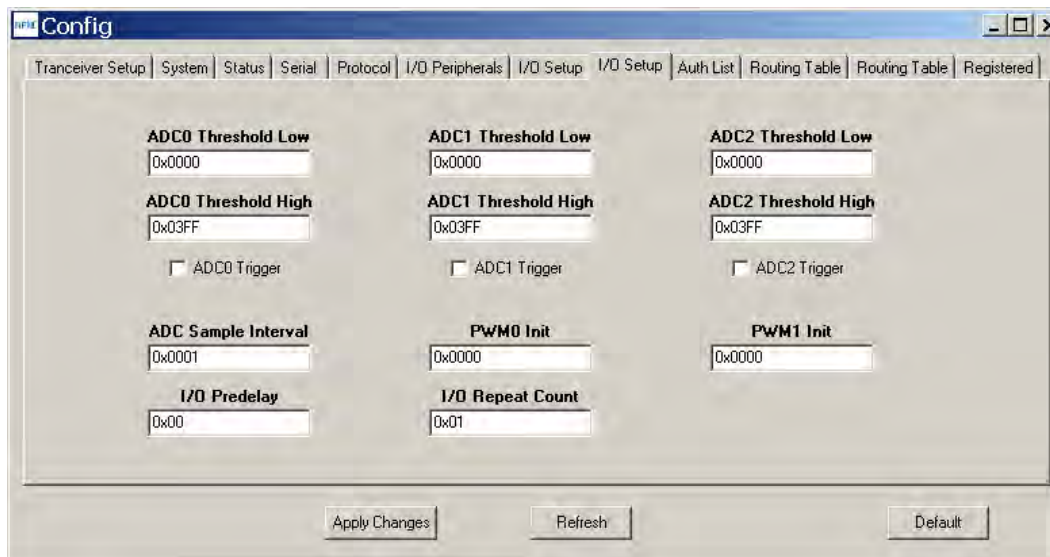 Config
Tranceiver Setup System Status Serial Protocol I/O Peripherals I/O Setup I/O Setup Auth List Routing Table Routing Table Registered
ADC0 Threshold Low ADC1 Threshold Low ADC2 Threshold Low
0x0000 0x0000 0x0000
ADC0 Threshold High ADC1 Threshold High ADC2 Threshold High
0x03FF 0x03FF 0x03FF
ADC0 Trigger ADC1 Trigger ADC2 Trigger
ADC Sample Interval PWM0 Init PWM1 Init
0x0001 0x0000 0x0000
I/O Predelay I/O Repeat Count
0x00 0x01
Apply Changes Refresh Default